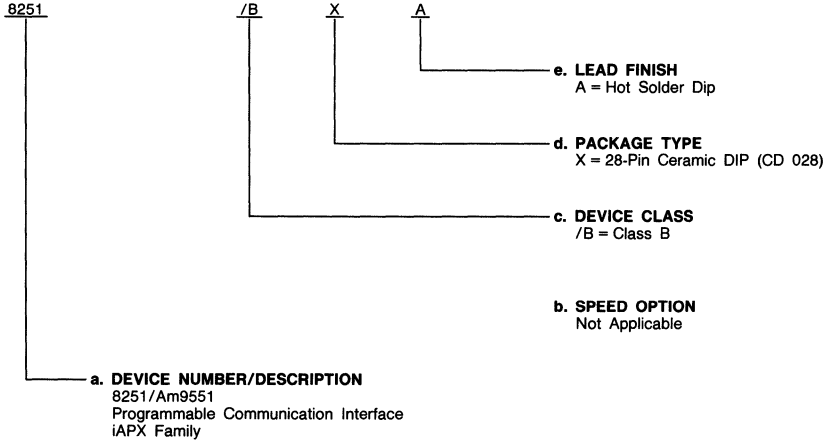 8251 /B X A
e. LEAD FINISH
A = Hot Solder Dip
d. PACKAGE TYPE
X = 28-Pin Ceramic DIP (CD 028)
c. DEVICE CLASS
/B = Class B
b. SPEED OPTION
Not Applicable
a. DEVICE NUMBER/DESCRIPTION
8251/Am9551
Programmable Communication Interface
iAPX Family